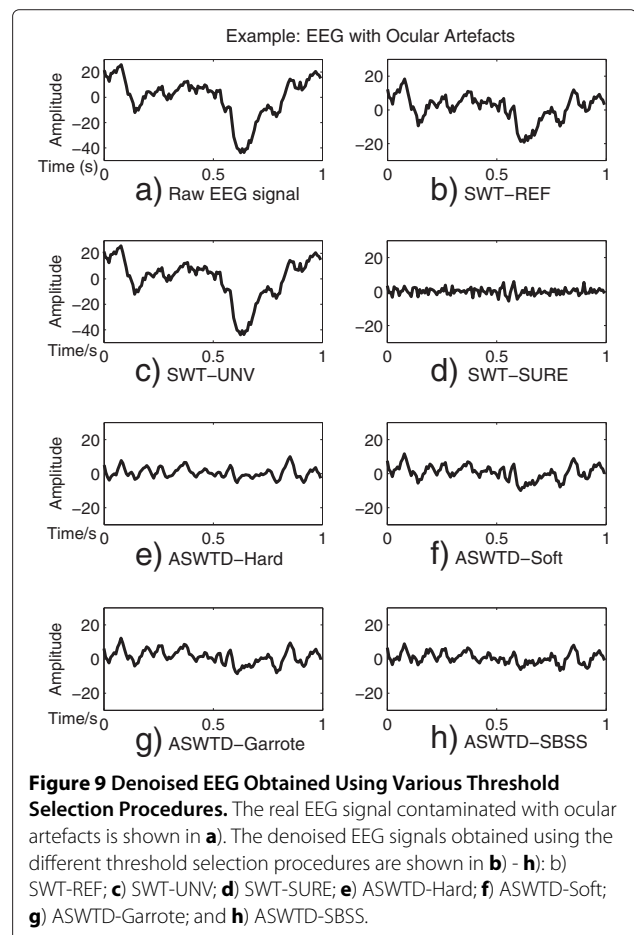 Example: EEG with Ocular Artefacts
Amplitude
20
0
−20
−40
Time (s)
0
0.5
1
a) Raw EEG signal
20
0
−20
0
0.5
1
b) SWT−REF
Amplitude
20
0
−20
−40
Time/s
0
0.5
1
c) SWT−UNV
20
0
−20
0
0.5
1
d) SWT−SURE
Amplitude
20
0
−20
Time/s
0
0.5
1
e) ASWTD−Hard
20
0
−20
0
0.5
1
f) ASWTD−Soft
Amplitude
20
0
−20
Time/s
0
0.5
1
g) ASWTD−Garrote
20
0
−20
0
0.5
1
h) ASWTD−SBSS
Figure 9 Denoised EEG Obtained Using Various Threshold
Selection Procedures. The real EEG signal contaminated with ocular
artefacts is shown in a). The denoised EEG signals obtained using the
different threshold selection procedures are shown in b) - h): b)
SWT-REF; c) SWT-UNV; d) SWT-SURE; e) ASWTD-Hard; f) ASWTD-Soft;
g) ASWTD-Garrote; and h) ASWTD-SBSS.